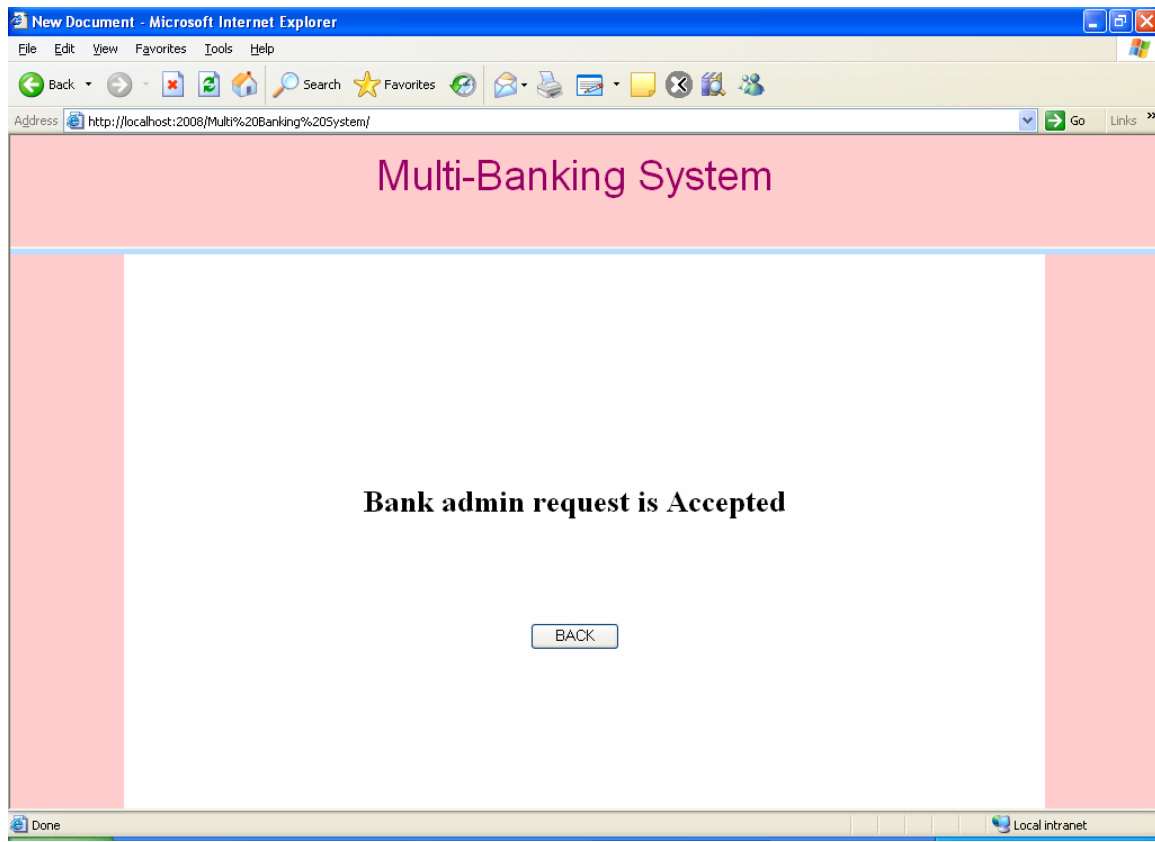 New Document - Microsoft Internet Explorer
File Edit View Favorites Tools Help
Back Search Favorites
Address http://localhost:2008/Multi%20Banking%20System/ Go Links »
Multi-Banking System
Bank admin request is Accepted
BACK
Done Local intranet